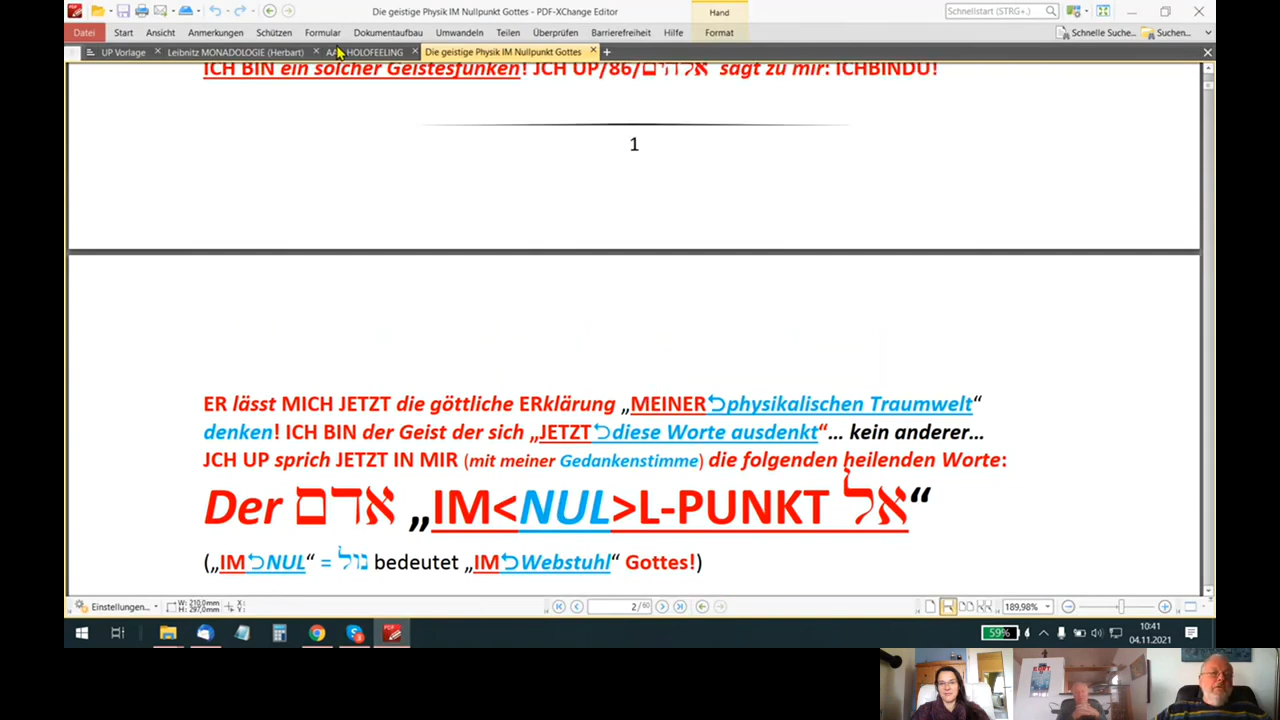 Die geistige Physik IM Nullpunkt Gottes - PDF-XChange Editor
Hand
Schnellstart (STRG+,)
Datei Start Ansicht Anmerkungen Schützen Formular Dokumentaufbau Umwandeln Teilen Überprüfen Barrierefreiheit Hilfe Format Schnelle Suche... Suchen...
UP Vorlage Leibnitz MONADOLOGIE (Herbart) HOLOFEELING Die geistige Physik IM Nullpunkt Gottes
ICH BIN ein solcher Geistesfunken! JCH UP/86/אלהים sagt zu mir: ICHBINDU!
1
ER lässt MICH JETZT die göttliche ERklärung „MEINER⮌physikalischen Traumwelt“
denken! ICH BIN der Geist der sich „JETZT⮌diese Worte ausdenkt“... kein anderer...
JCH UP sprich JETZT IN MIR (mit meiner Gedankenstimme) die folgenden heilenden Worte:
Der אדם „IM<NUL>L-PUNKT אל“
(„IM⮌NUL“ = נול bedeutet „IM⮌Webstuhl“ Gottes!)
Einstellungen... W: 210,0mm H: 297,0mm X: Y: 2/60 189,98%
59% 10:41
04.11.2021